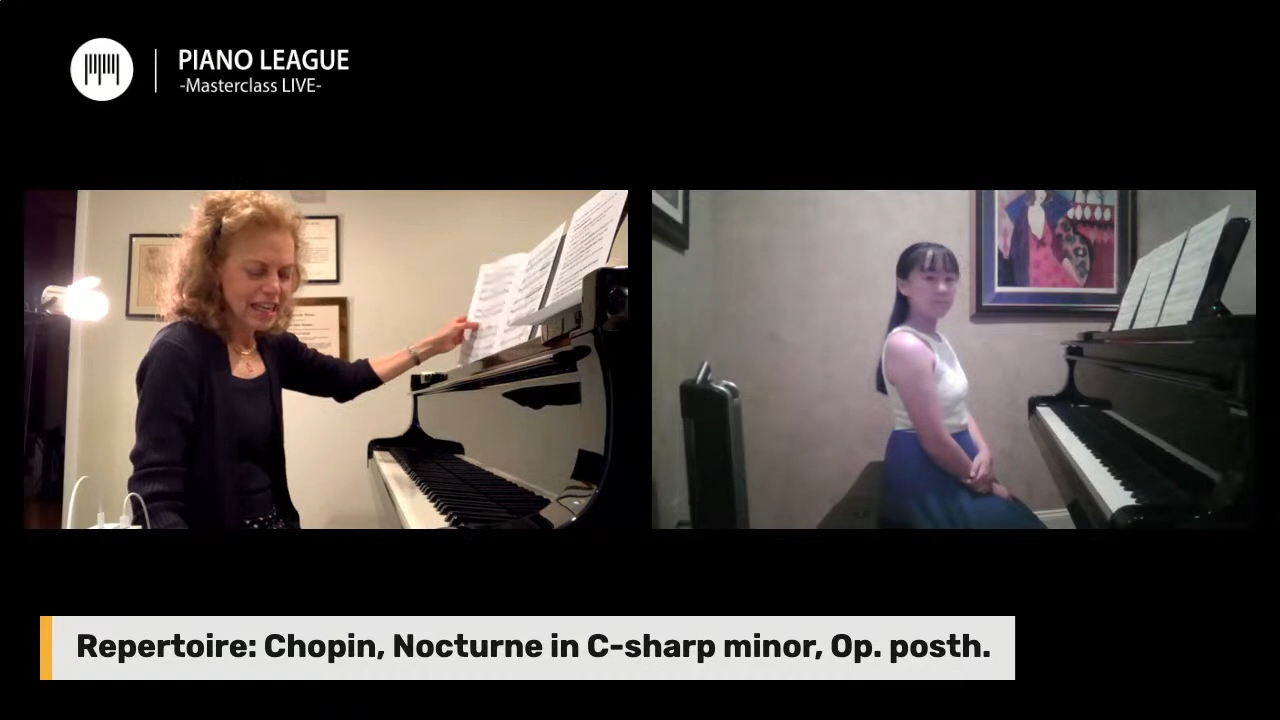 PIANO LEAGUE
-Masterclass LIVE-
Repertoire: Chopin, Nocturne in C-sharp minor, Op. posth.